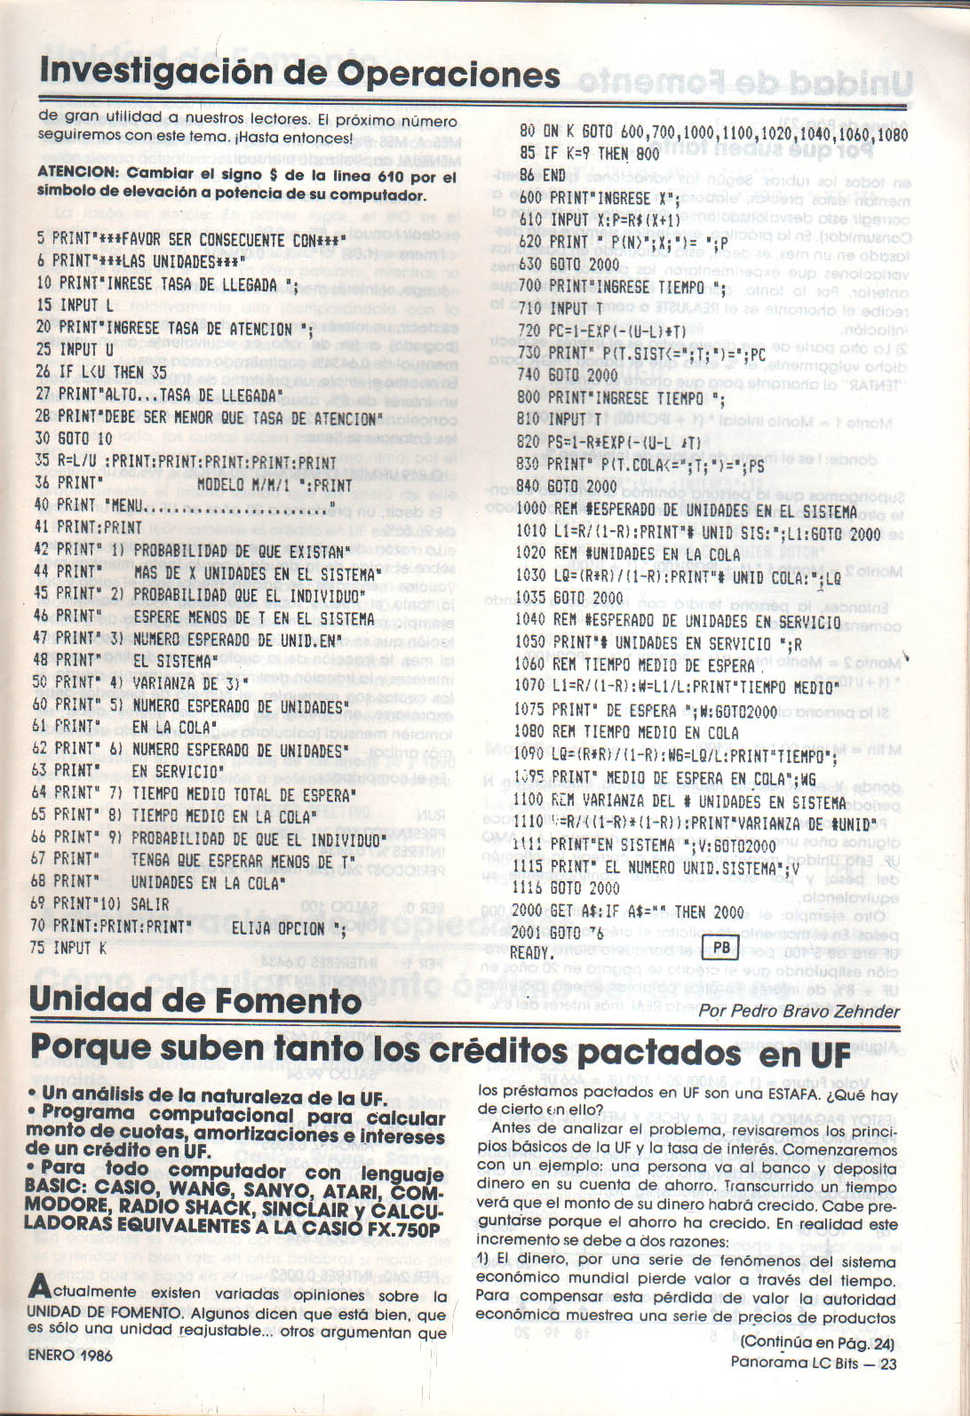 Investigación de Operaciones
de gran utilidad a nuestros lectores. El próximo número
seguiremos con este tema. ¡Hasta entonces!
ATENCION: Cambiar el signo $ de la linea 610 por el
símbolo de elevación a potencia de su computador.
5 PRINT"***FAVOR SER CONSECUENTE CON***"
6 PRINT"***LAS UNIDADES***"
10 PRINT"INRESE TASA DE LLEGADA ";
15 INPUT L
20 PRINT"INGRESE TASA DE ATENCION ";
25 INPUT U
26 IF L<U THEN 35
27 PRINT"ALTO...TASA DE LLEGADA"
28 PRINT"DEBE SER MENOR QUE TASA DE ATENCION"
30 GOTO 10
35 R=L/U :PRINT:PRINT:PRINT:PRINT:PRINT
36 PRINT" MODELO M/M/1 ":PRINT
40 PRINT "MENU......................."
41 PRINT:PRINT
42 PRINT" 1) PROBABILIDAD DE QUE EXISTAN"
44 PRINT" MAS DE X UNIDADES EN EL SISTEMA"
45 PRINT" 2) PROBABILIDAD QUE EL INDIVIDUO"
46 PRINT" ESPERE MENOS DE T EN EL SISTEMA
47 PRINT" 3) NUMERO ESPERADO DE UNID.EN"
48 PRINT" EL SISTEMA"
50 PRINT" 4) VARIANZA DE 3)"
60 PRINT" 5) NUMERO ESPERADO DE UNIDADES"
61 PRINT" EN LA COLA"
62 PRINT" 6) NUMERO ESPERADO DE UNIDADES"
63 PRINT" EN SERVICIO"
64 PRINT" 7) TIEMPO MEDIO TOTAL DE ESPERA"
65 PRINT" 8) TIEMPO MEDIO EN LA COLA"
66 PRINT" 9) PROBABILIDAD DE QUE EL INDIVIDUO"
67 PRINT" TENGA QUE ESPERAR MENOS DE T"
68 PRINT" UNIDADES EN LA COLA"
69 PRINT"10) SALIR
70 PRINT:PRINT:PRINT" ELIJA OPCION ";
75 INPUT K
80 ON K GOTO 600,700,1000,1100,1020,1040,1060,1080
85 IF K=9 THEN 800
86 END
600 PRINT"INGRESE X";
610 INPUT X:P=R$(X+1)
620 PRINT " P(N>";X;")= ";P
630 GOTO 2000
700 PRINT"INGRESE TIEMPO ";
710 INPUT T
720 PC=1-EXP(-(U-L)*T)
730 PRINT" P(T.SIST<=";T;")=";PC
740 GOTO 2000
800 PRINT"INGRESE TIEMPO ";
810 INPUT T
820 PS=1-R*EXP(-(U-L *T)
830 PRINT" P(T.COLA<=";T;")=";PS
840 GOTO 2000
1000 REM #ESPERADO DE UNIDADES EN EL SISTEMA
1010 L1=R/(1-R):PRINT"# UNID SIS:";L1:GOTO 2000
1020 REM #UNIDADES EN LA COLA
1030 LQ=(R*R)/(1-R):PRINT"# UNID COLA:";LQ
1035 GOTO 2000
1040 REM #ESPERADO DE UNIDADES EN SERVICIO
1050 PRINT"# UNIDADES EN SERVICIO ";R
1060 REM TIEMPO MEDIO DE ESPERA
1070 L1=R/(1-R):W=L1/L:PRINT"TIEMPO MEDIO"
1075 PRINT" DE ESPERA ";W:GOTO2000
1080 REM TIEMPO MEDIO EN COLA
1090 LQ=(R*R)/(1-R):WG=LQ/L:PRINT"TIEMPO";
1095 PRINT" MEDIO DE ESPERA EN COLA";WG
1100 REM VARIANZA DEL # UNIDADES EN SISTEMA
1110 V=R/((1-R)*(1-R)):PRINT"VARIANZA DE #UNID"
1111 PRINT"EN SISTEMA ";V:GOTO2000
1115 PRINT" EL NUMERO UNID.SISTEMA";V
1116 GOTO 2000
2000 GET A$:IF A$="" THEN 2000
2001 GOTO "6
READY.
PB
Unidad de Fomento
Por Pedro Bravo Zehnder
Porque suben tanto los créditos pactados en UF
• Un análisis de la naturaleza de la UF.
• Programa computacional para calcular
monto de cuotas, amortizaciones e intereses
de un crédito en UF.
• Para todo computador con lenguaje
BASIC: CASIO, WANG, SANYO, ATARI, COM-
MODORE, RADIO SHACK, SINCLAIR y CALCU-
LADORAS EQUIVALENTES A LA CASIO FX.750P
Actualmente existen variadas opiniones sobre la
UNIDAD DE FOMENTO. Algunos dicen que está bien, que
es sólo una unidad reajustable... otros argumentan que
los préstamos pactados en UF son una ESTAFA. ¿Qué hay
de cierto en ello?
Antes de analizar el problema, revisaremos los princi-
pios básicos de la UF y la tasa de interés. Comenzaremos
con un ejemplo: una persona va al banco y deposita
dinero en su cuenta de ahorro. Transcurrido un tiempo
verá que el monto de su dinero habrá crecido. Cabe pre-
guntarse porque el ahorro ha crecido. En realidad este
incremento se debe a dos razones:
1) El dinero, por una serie de fenómenos del sistema
económico mundial pierde valor a través del tiempo.
Para compensar esta pérdida de valor la autoridad
económica muestrea una serie de precios de productos
(Continúa en Pág. 24)
ENERO 1986
Panorama LC Bits — 23